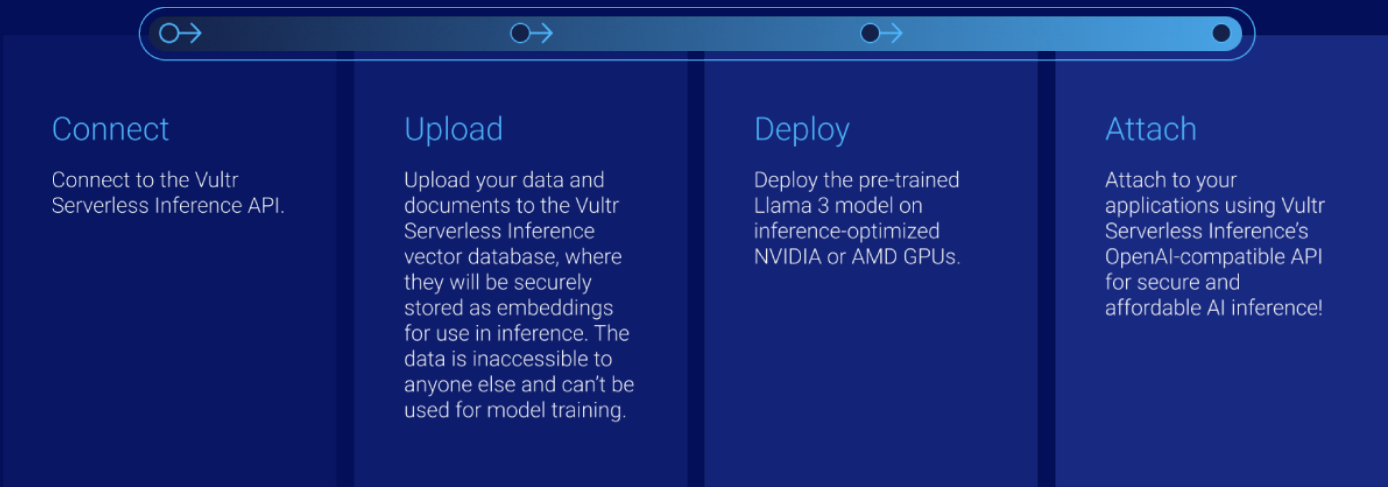 Connect
Connect to the Vultr
Serverless Inference API.
Upload
Upload your data and
documents to the Vultr
Serverless Inference
vector database, where
they will be securely
stored as embeddings
for use in inference. The
data is inaccessible to
anyone else and can’t be
used for model training.
Deploy
Deploy the pre-trained
Llama 3 model on
inference-optimized
NVIDIA or AMD GPUs.
Attach
Attach to your
applications using Vultr
Serverless Inference’s
OpenAI-compatible API
for secure and
affordable AI inference!